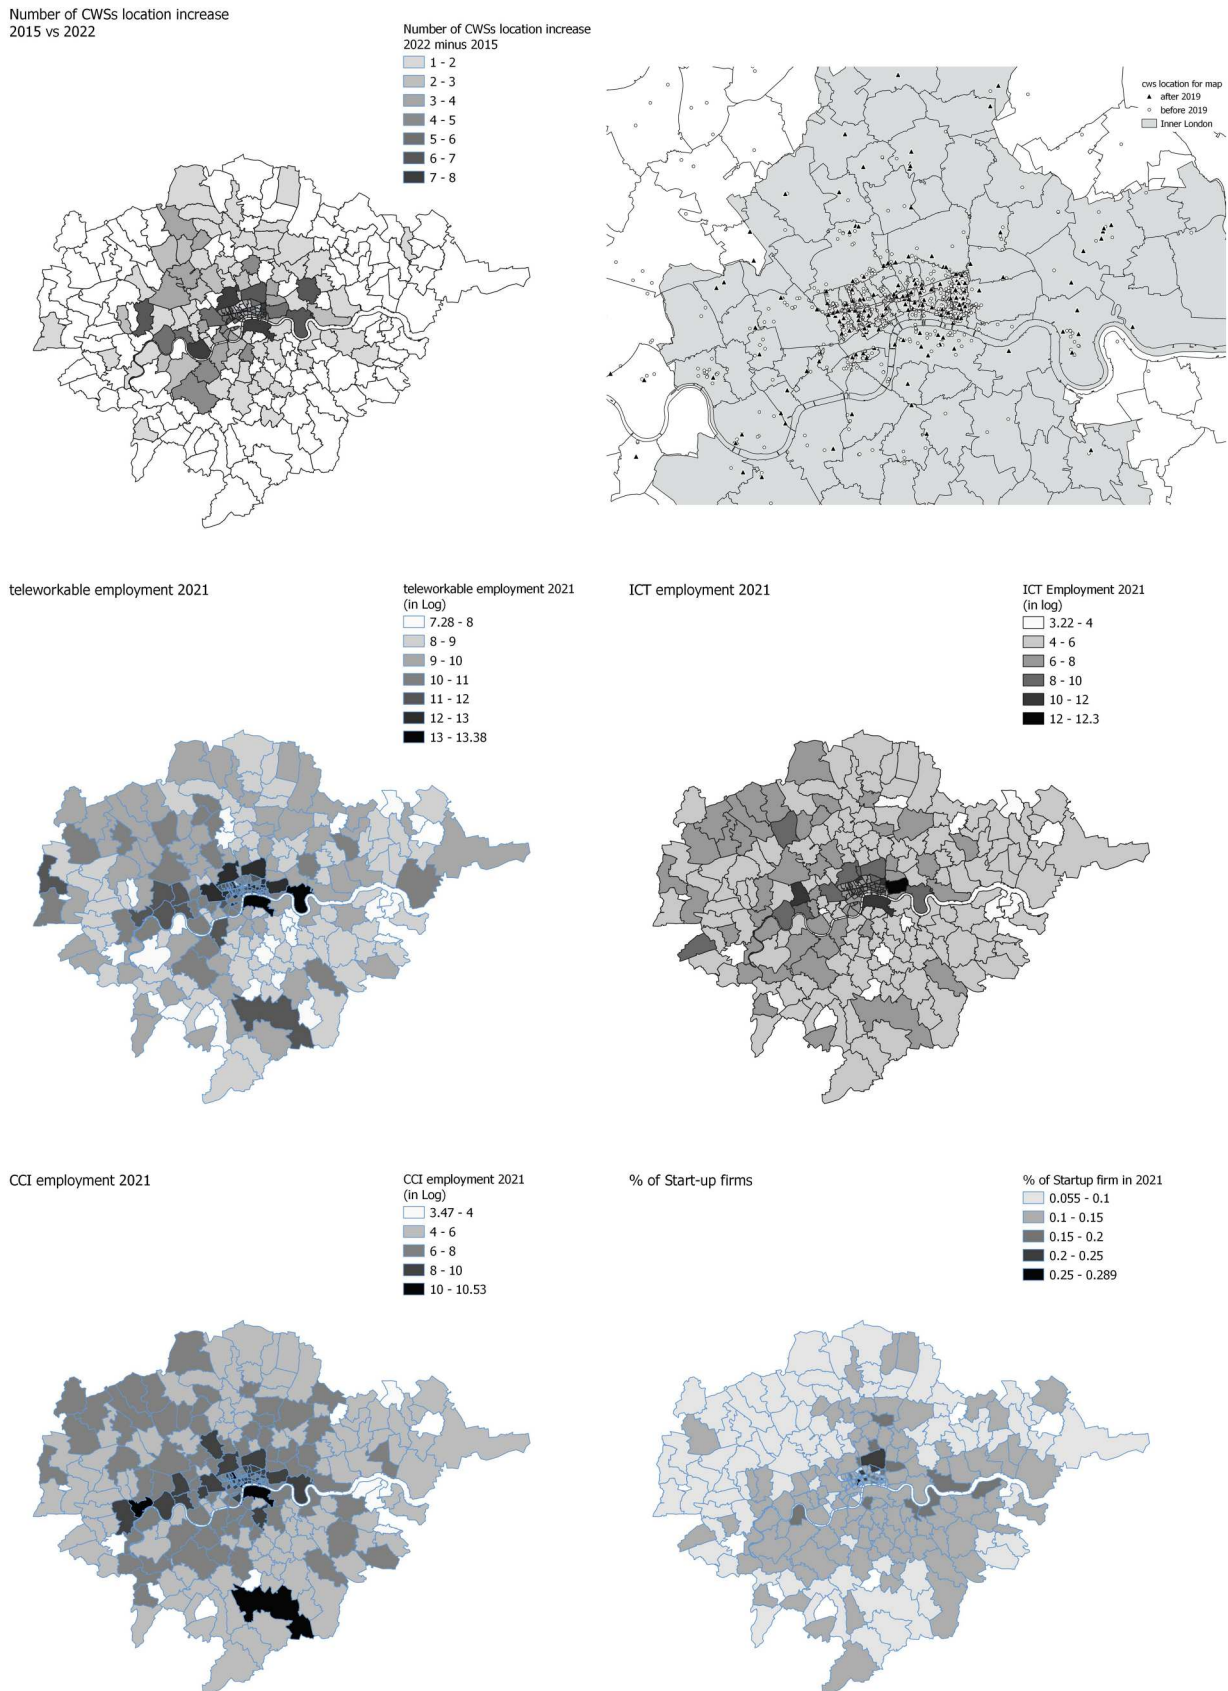 Number of CWSs location increase
2015 vs 2022
Number of CWSs location increase
2022 minus 2015
1 - 2
2 - 3
3 - 4
4 - 5
5 - 6
6 - 7
7 - 8
cws location for map
after 2019
before 2019
Inner London
teleworkable employment 2021
teleworkable employment 2021
(in Log)
7.28 - 8
8 - 9
9 - 10
10 - 11
11 - 12
12 - 13
13 - 13.38
ICT employment 2021
ICT Employment 2021
(in log)
3.22 - 4
4 - 6
6 - 8
8 - 10
10 - 12
12 - 12.3
CCI employment 2021
CCI employment 2021
(in Log)
3.47 - 4
4 - 6
6 - 8
8 - 10
10 - 10.53
% of Start-up firms
% of Startup firm in 2021
0.055 - 0.1
0.1 - 0.15
0.15 - 0.2
0.2 - 0.25
0.25 - 0.289